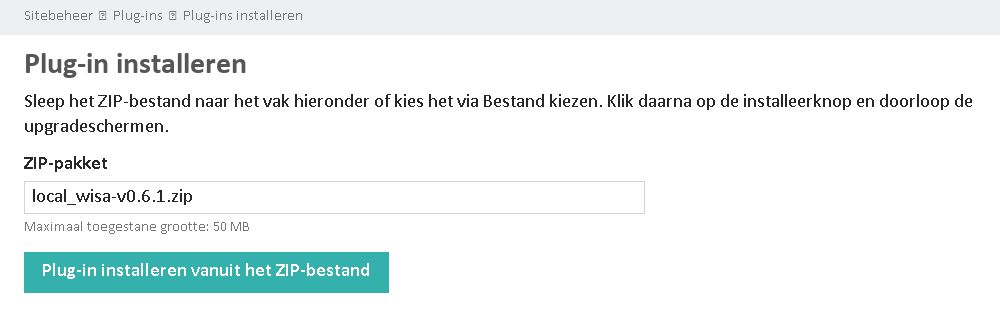 Sitebeheer Plug-ins Plug-ins installeren
Plug-in installeren
Sleep het ZIP-bestand naar het vak hieronder of kies het via Bestand kiezen. Klik daarna op de installeerknop en doorloop de
upgradeschermen.
ZIP-pakket
local_wisa-v0.6.1.zip
Maximaal toegestane grootte: 50 MB
Plug-in installeren vanuit het ZIP-bestand